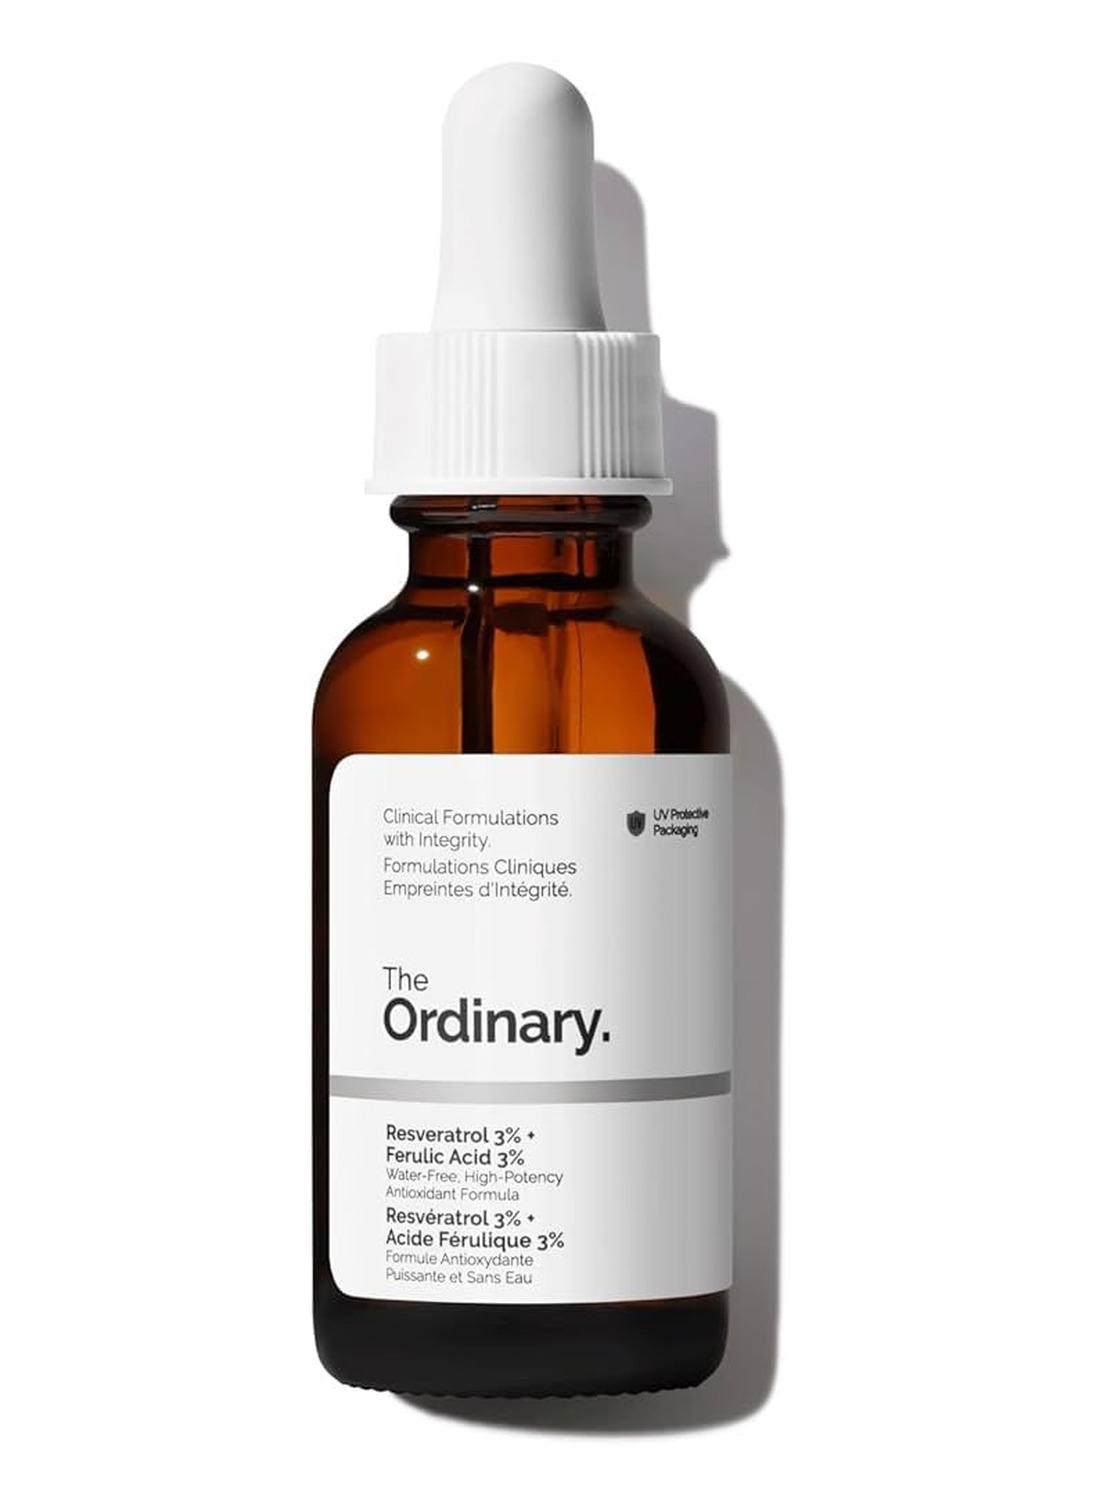 Clinical Formulations
with Integrity.
Formulations Cliniques
Empreintes d'Intégrité.
UV
UV Protective
Packaging
The
Ordinary.
Resveratrol 3% +
Ferulic Acid 3%
Water-Free, High-Potency
Antioxidant Formula
Resvératrol 3% +
Acide Férulique 3%
Formule Antioxydante
Puissante et Sans Eau